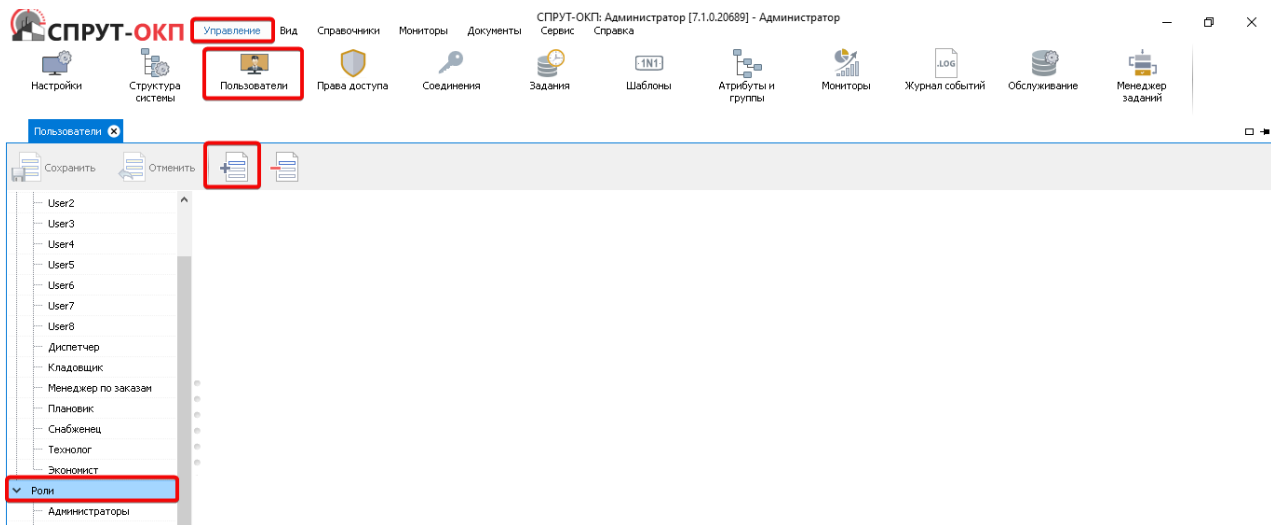 СПРУТ-ОКП: Администратор [7.1.0.20689] - Администратор
СПРУТ-ОКП
Управление Вид Справочники Мониторы Документы Сервис Справка
Настройки
Структура системы
Пользователи
Права доступа
Соединения
Задания
1N1
Шаблоны
Атрибуты и группы
Мониторы
.LOG
Журнал событий
Обслуживание
Менеджер заданий
Пользователи
Сохранить Отменить
User2
User3
User4
User5
User6
User7
User8
Диспетчер
Кладовщик
Менеджер по заказам
Плановик
Снабженец
Технолог
Экономист
Роли
Администраторы